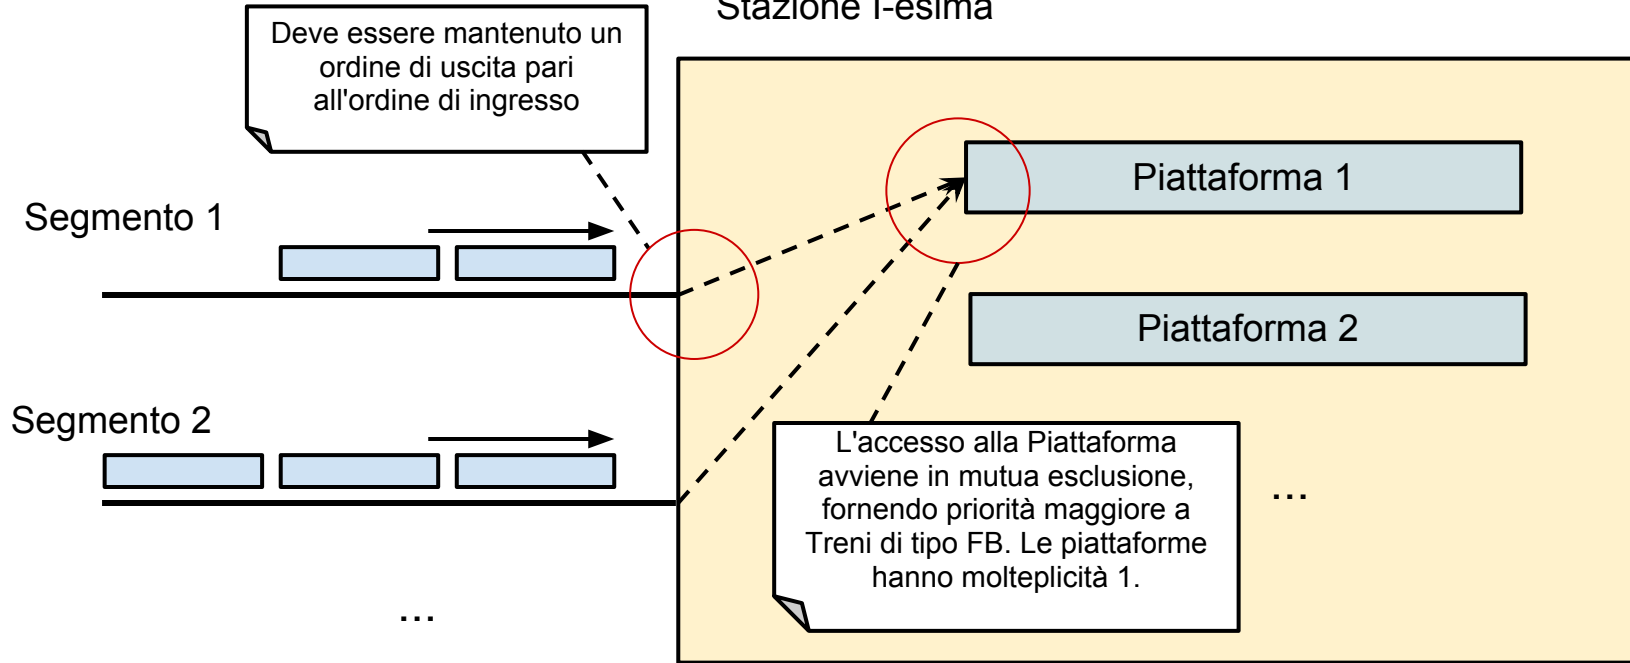 Stazione I-esima
Deve essere mantenuto un
ordine di uscita pari
all'ordine di ingresso
Piattaforma 1
Segmento 1
Piattaforma 2
Segmento 2
L'accesso alla Piattaforma
avviene in mutua esclusione,
fornendo priorità maggiore a
Treni di tipo FB. Le piattaforme
hanno molteplicità 1.
...
...